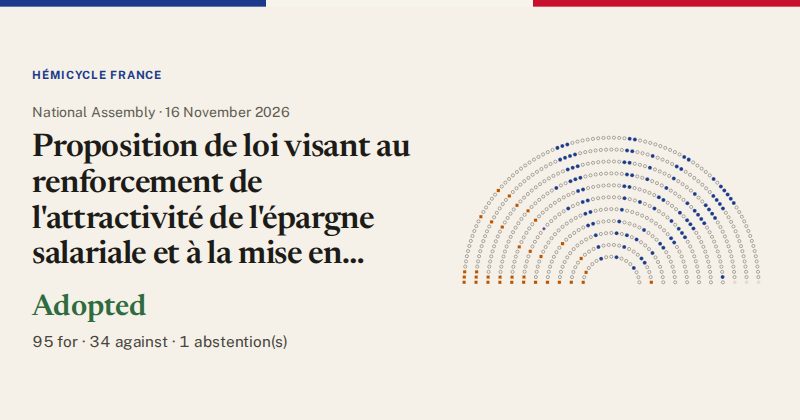 HÉMICYCLE FRANCE
National Assembly · 16 November 2026
Proposition de loi visant au
renforcement de
l'attractivité de l'épargne
salariale et à la mise en...
Adopted
95 for · 34 against · 1 abstention(s)